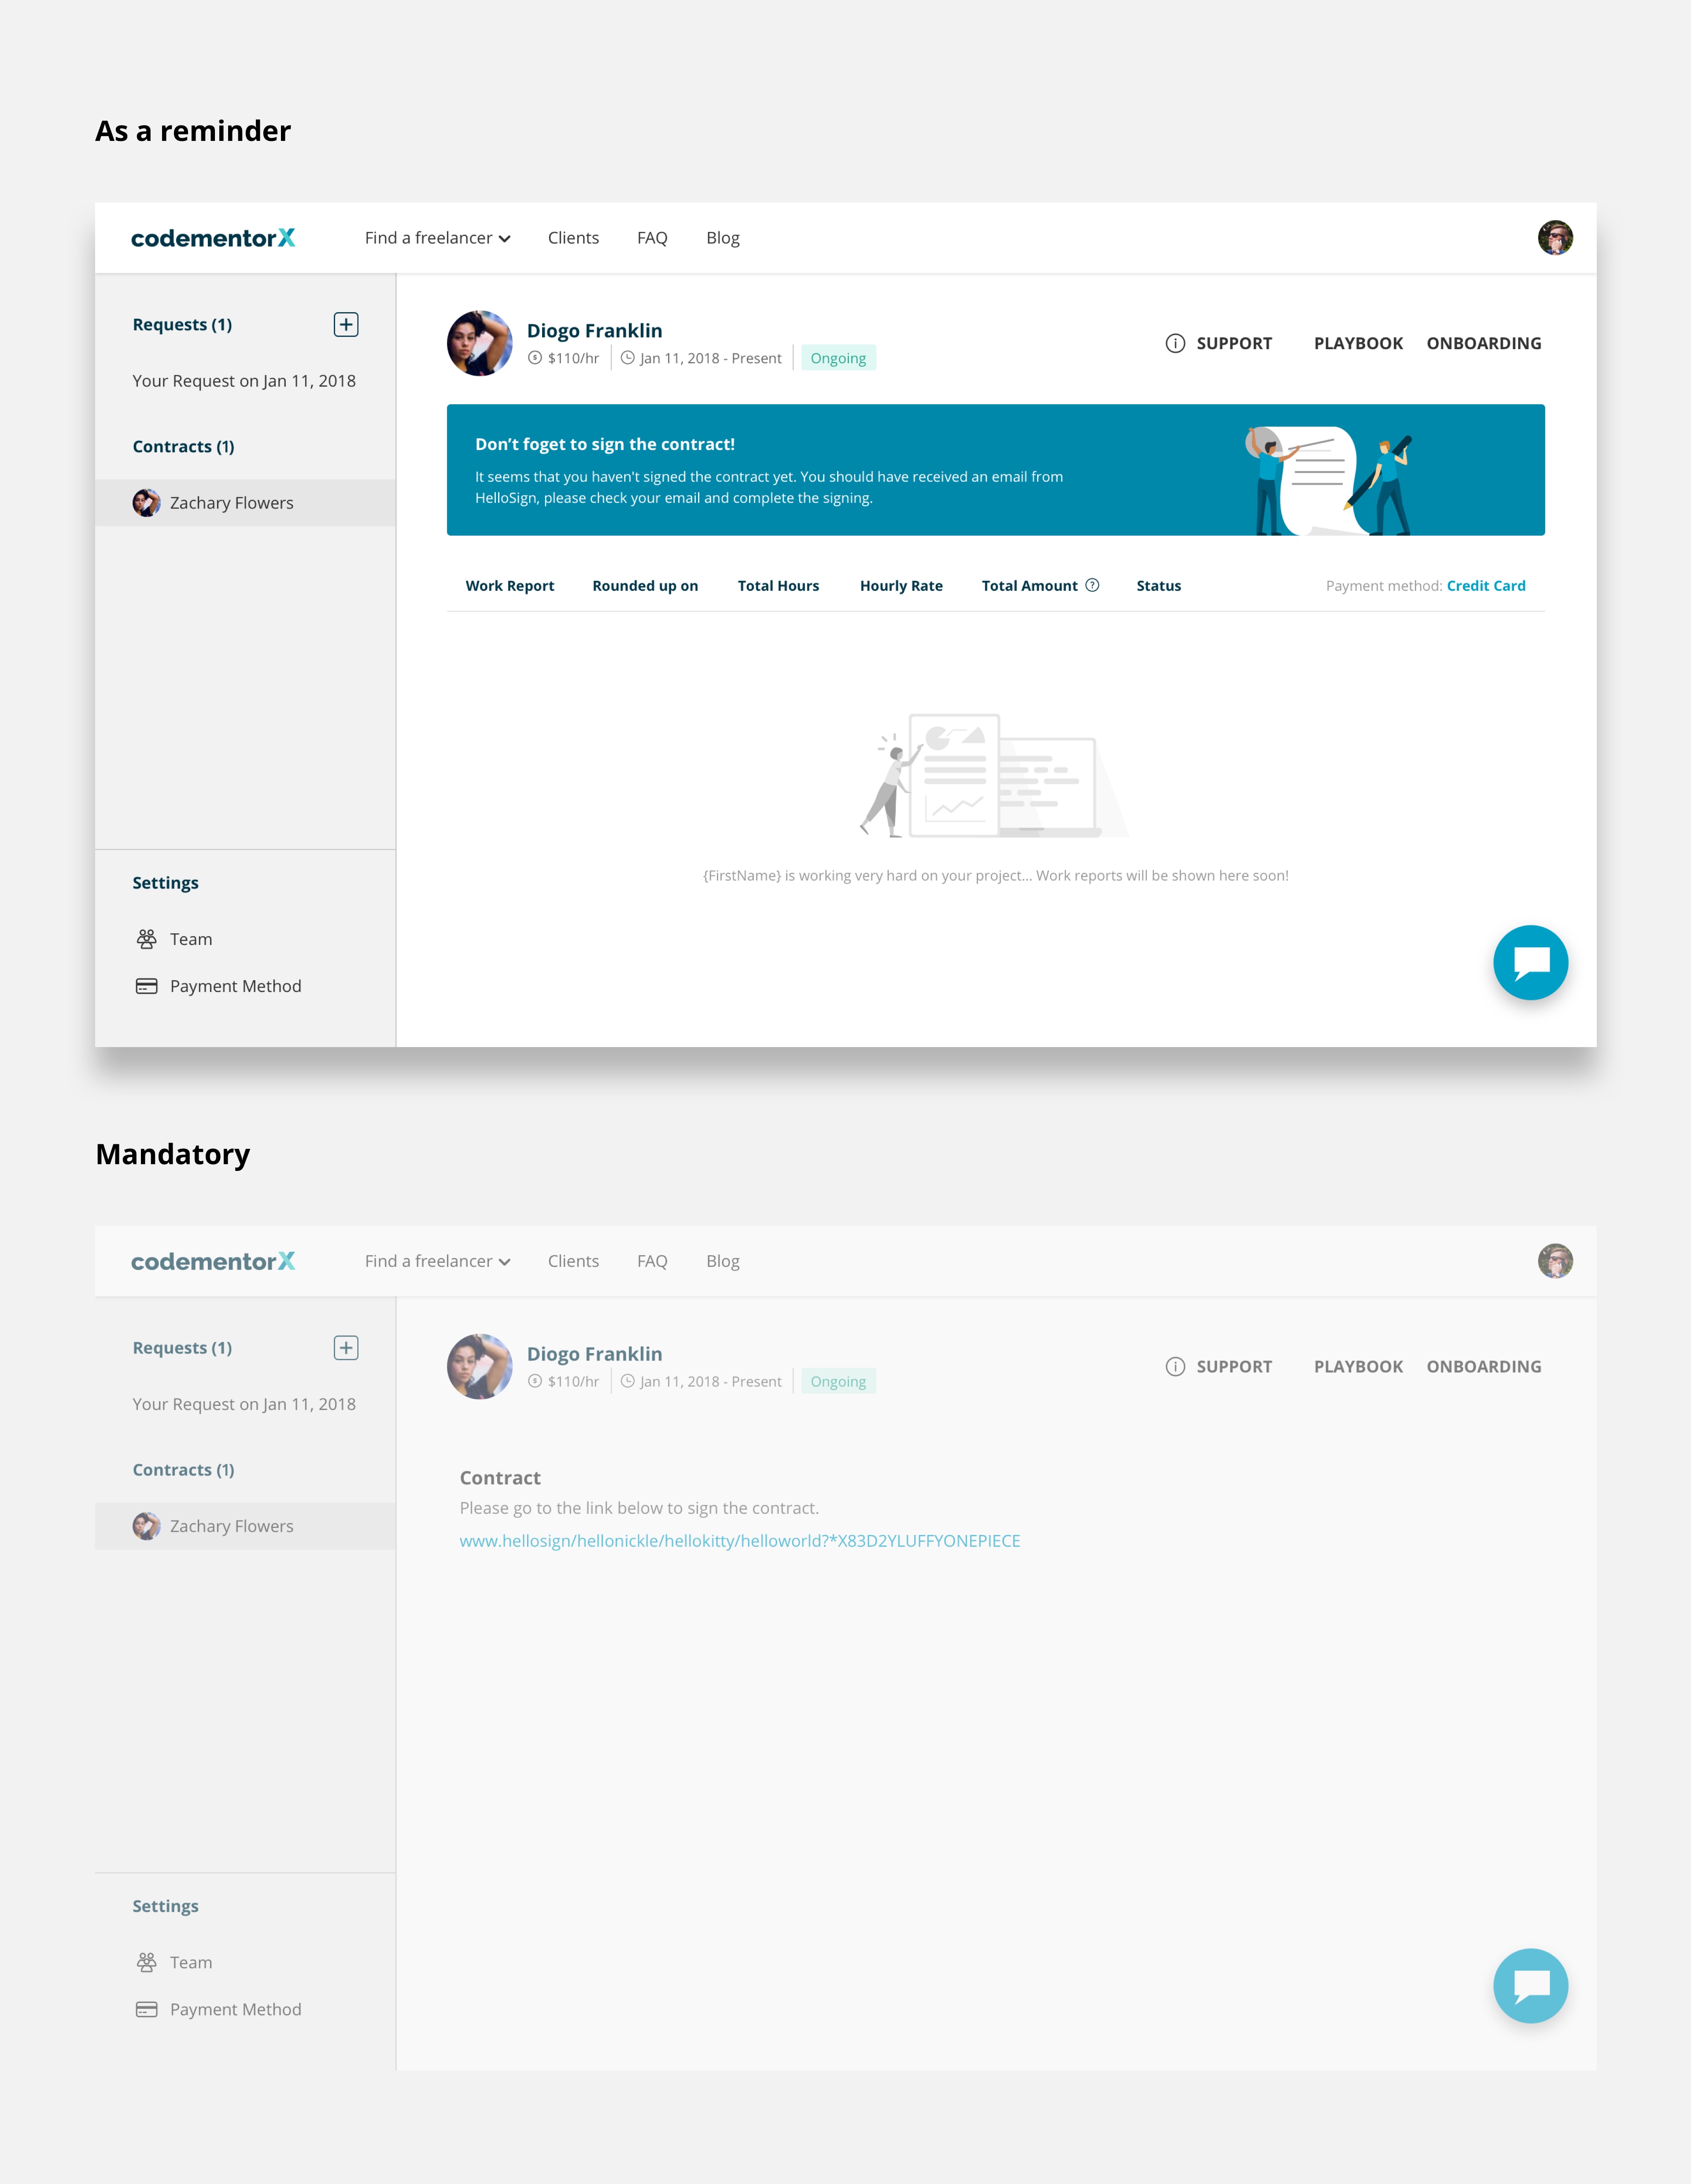 As a reminder
codementorX
Find a freelancer
Clients
FAQ
Blog
Requests (1)
Your Request on Jan 11, 2018
Contracts (1)
Zachary Flowers
Settings
Team
Payment Method
Diogo Franklin
$110/hr
Jan 11, 2018 - Present
Ongoing
SUPPORT
PLAYBOOK
ONBOARDING
Don’t foget to sign the contract!
It seems that you haven't signed the contract yet. You should have received an email from
HelloSign, please check your email and complete the signing.
Work Report
Rounded up on
Total Hours
Hourly Rate
Total Amount
Status
Payment method: Credit Card
{FirstName} is working very hard on your project... Work reports will be shown here soon!
Mandatory
codementorX
Find a freelancer
Clients
FAQ
Blog
Requests (1)
Your Request on Jan 11, 2018
Contracts (1)
Zachary Flowers
Settings
Team
Payment Method
Diogo Franklin
$110/hr
Jan 11, 2018 - Present
Ongoing
SUPPORT
PLAYBOOK
ONBOARDING
Contract
Please go to the link below to sign the contract.
www.hellosign/hellonickle/hellokitty/helloworld?*X83D2YLUFFYONEPIECE